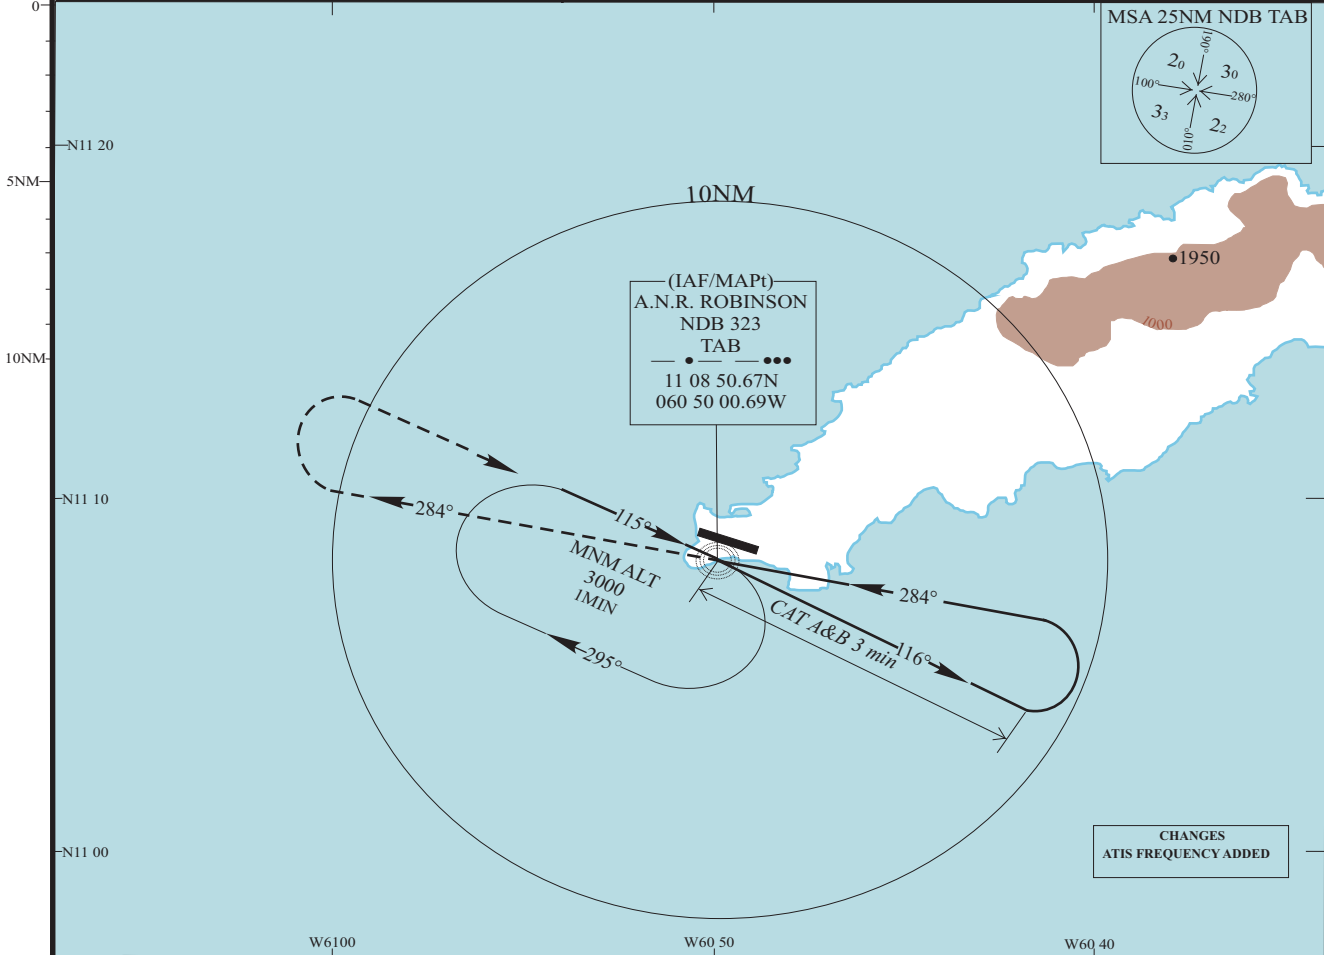 0
MSA 25NM NDB TAB
190°
20
30
100°
280°
33
22
010°
N11 20
5NM
10NM
1950
1000
(IAF/MAPt)
A.N.R. ROBINSON
NDB 323
TAB
11 08 50.67N
060 50 00.69W
10NM
N11 10
284°
115°
MNM ALT
3000
1MIN
284°
CAT A&B 3 min
116°
295°
CHANGES
ATIS FREQUENCY ADDED
N11 00
W6100
W60 50
W60 40